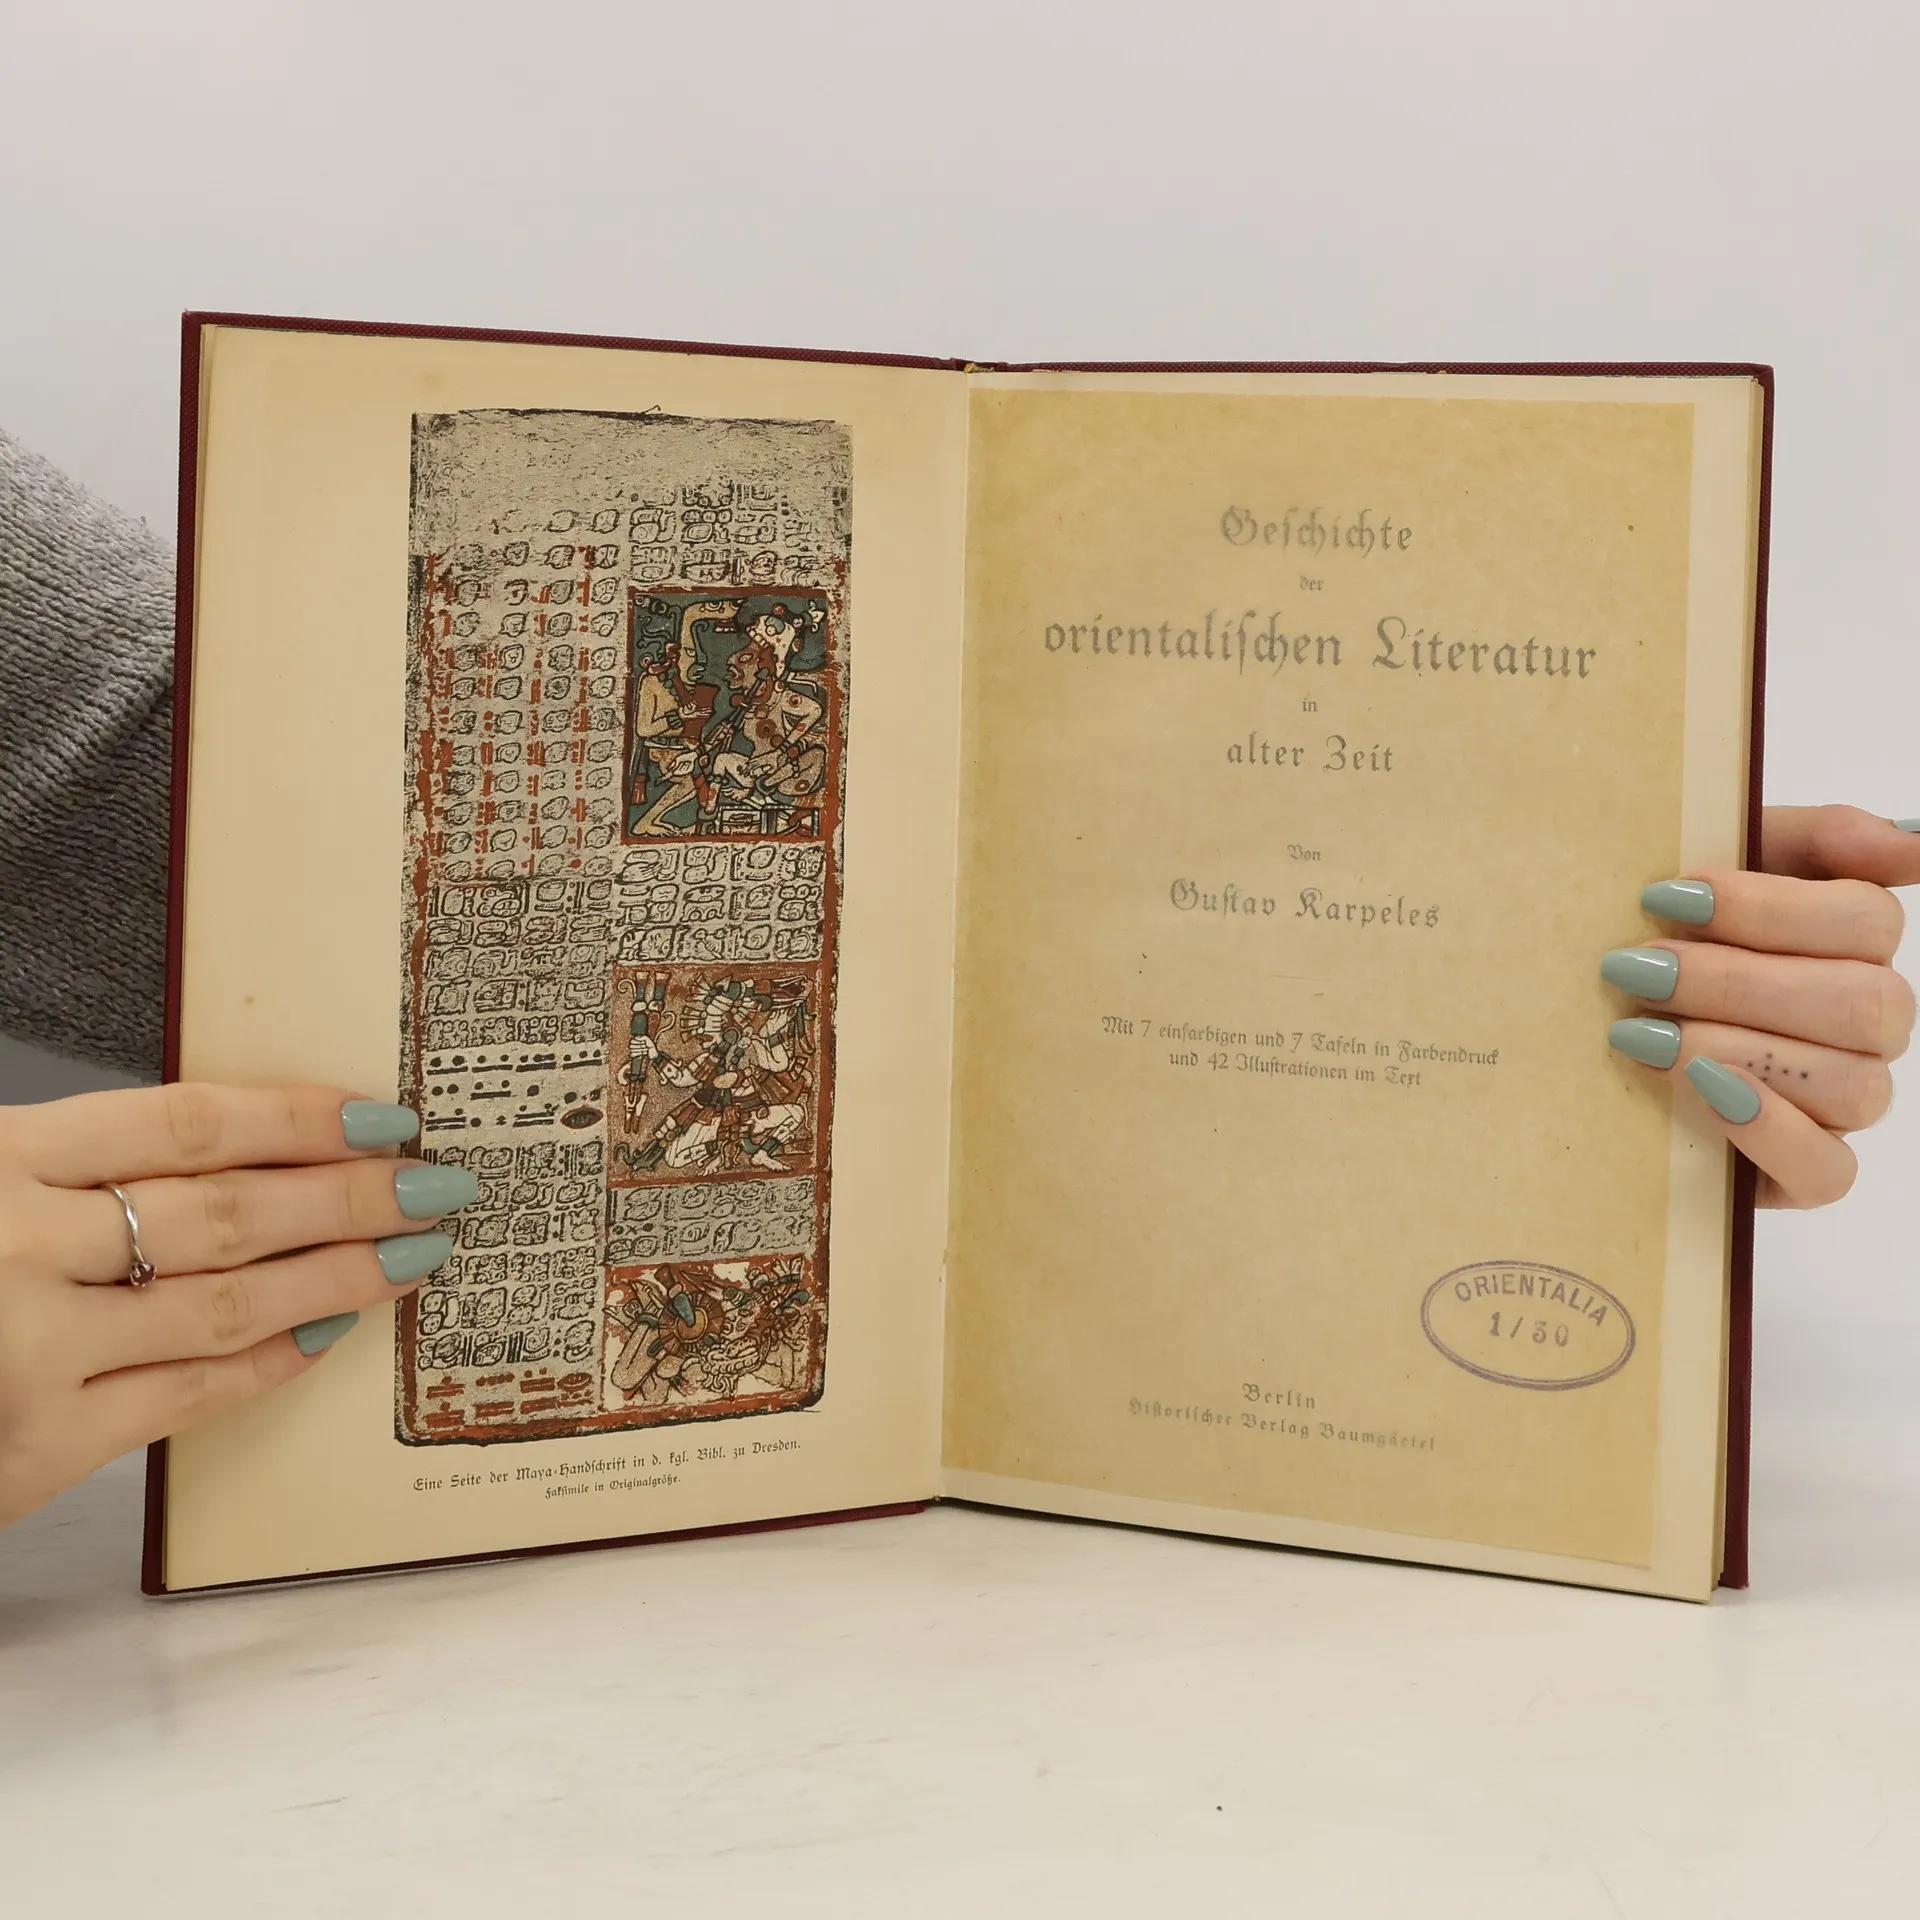 Eine Seite der Maya-Handschrift in d. kgl. Bibl. zu Dresden.
Faksimile in Originalgröße.
Geschichte
der
orientalischen Literatur
in
alter Zeit
Von
Gustav Karpeles
Mit 7 einfarbigen und 7 Tafeln in Farbendruck
und 42 Illustrationen im Text
ORIENTALIA
1/30
Berlin
Historischer Verlag Baumgärtel